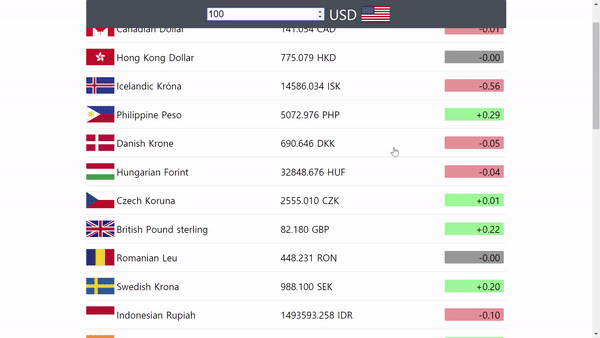 100 USD
Canadian Dollar 141.054 CAD -0.01
Hong Kong Dollar 775.079 HKD -0.00
Icelandic Króna 14586.034 ISK -0.56
Philippine Peso 5072.976 PHP +0.29
Danish Krone 690.646 DKK -0.05
Hungarian Forint 32848.676 HUF -0.04
Czech Koruna 2555.010 CZK +0.01
British Pound sterling 82.180 GBP +0.22
Romanian Leu 448.231 RON -0.00
Swedish Krona 988.100 SEK +0.20
Indonesian Rupiah 1493593.258 IDR -0.10